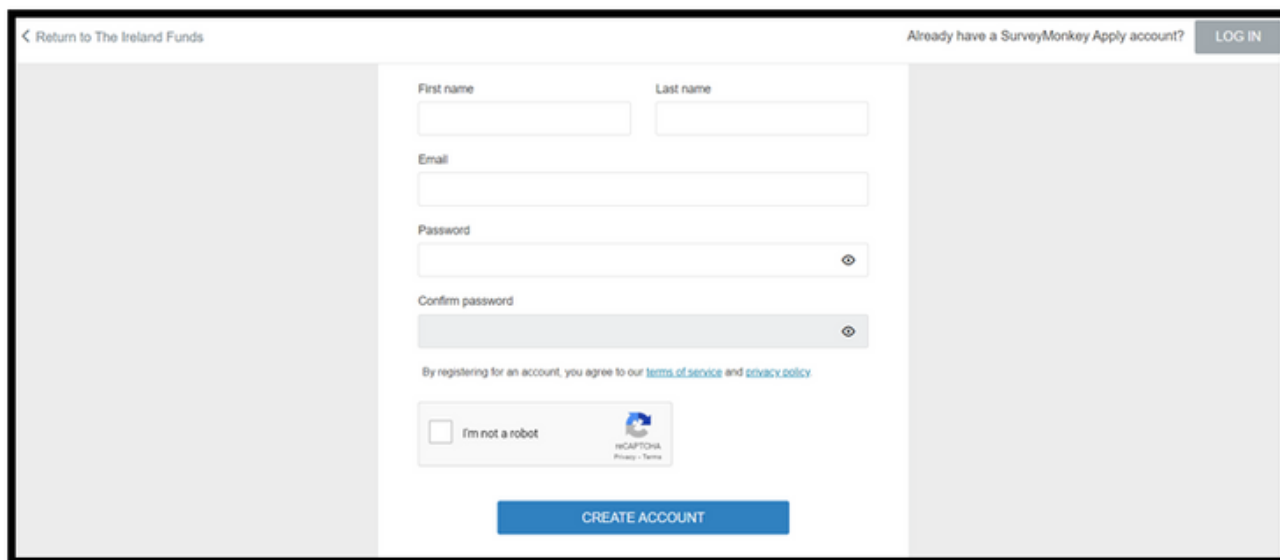 Return to The Ireland Funds
Already have a SurveyMonkey Apply account? LOG IN
First name Last name
Email
Password
Confirm password
By registering for an account, you agree to our terms of service and privacy policy.
I'm not a robot
reCAPTCHA
Privacy - Terms
CREATE ACCOUNT